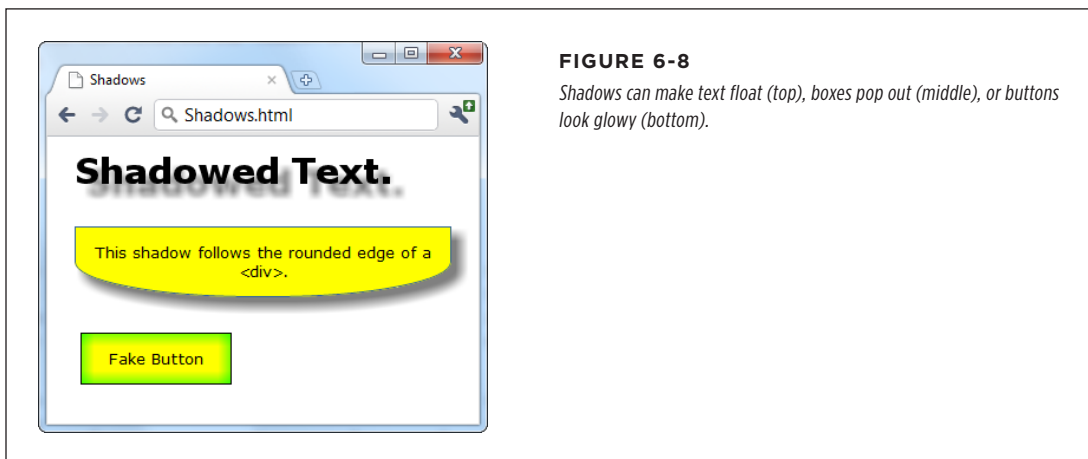 Shadows
Shadows.html
Shadowed Text.
This shadow follows the rounded edge of a
<div>.
Fake Button
FIGURE 6-8
Shadows can make text float (top), boxes pop out (middle), or buttons
look glowy (bottom).